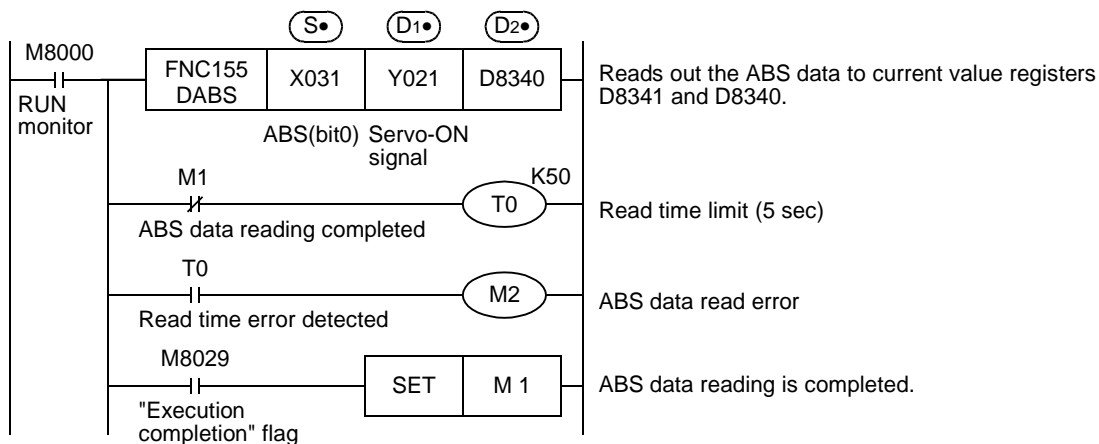 S• D1• D2•
M8000
RUN
monitor
FNC155
DABS
X031
Y021
D8340
Reads out the ABS data to current value registers
D8341 and D8340.
ABS(bit0)
Servo-ON
signal
M1
K50
T0
ABS data reading completed
Read time limit (5 sec)
T0
M2
Read time error detected
ABS data read error
M8029
SET
M 1
"Execution
completion" flag
ABS data reading is completed.